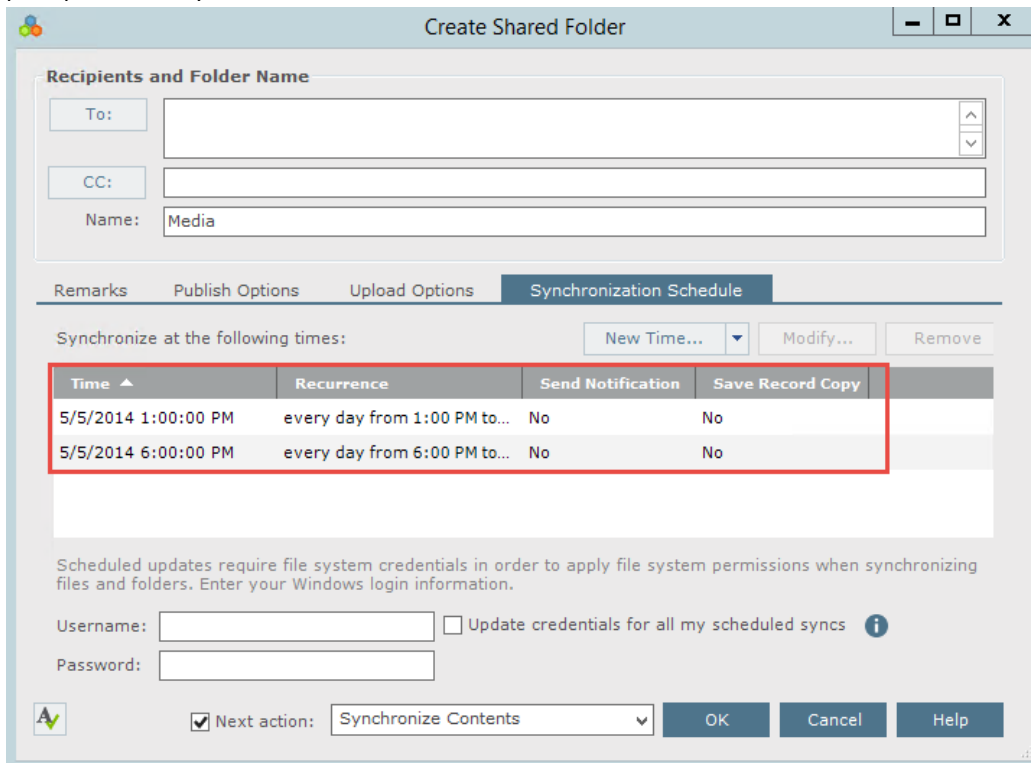 Create Shared Folder
Recipients and Folder Name
To:
CC:
Name: Media
Remarks Publish Options Upload Options Synchronization Schedule
Synchronize at the following times: New Time... Modify... Remove
Time Recurrence Send Notification Save Record Copy
5/5/2014 1:00:00 PM every day from 1:00 PM to... No No
5/5/2014 6:00:00 PM every day from 6:00 PM to... No No
Scheduled updates require file system credentials in order to apply file system permissions when synchronizing
files and folders. Enter your Windows login information.
Username: Update credentials for all my scheduled syncs
Password:
Next action: Synchronize Contents OK Cancel Help